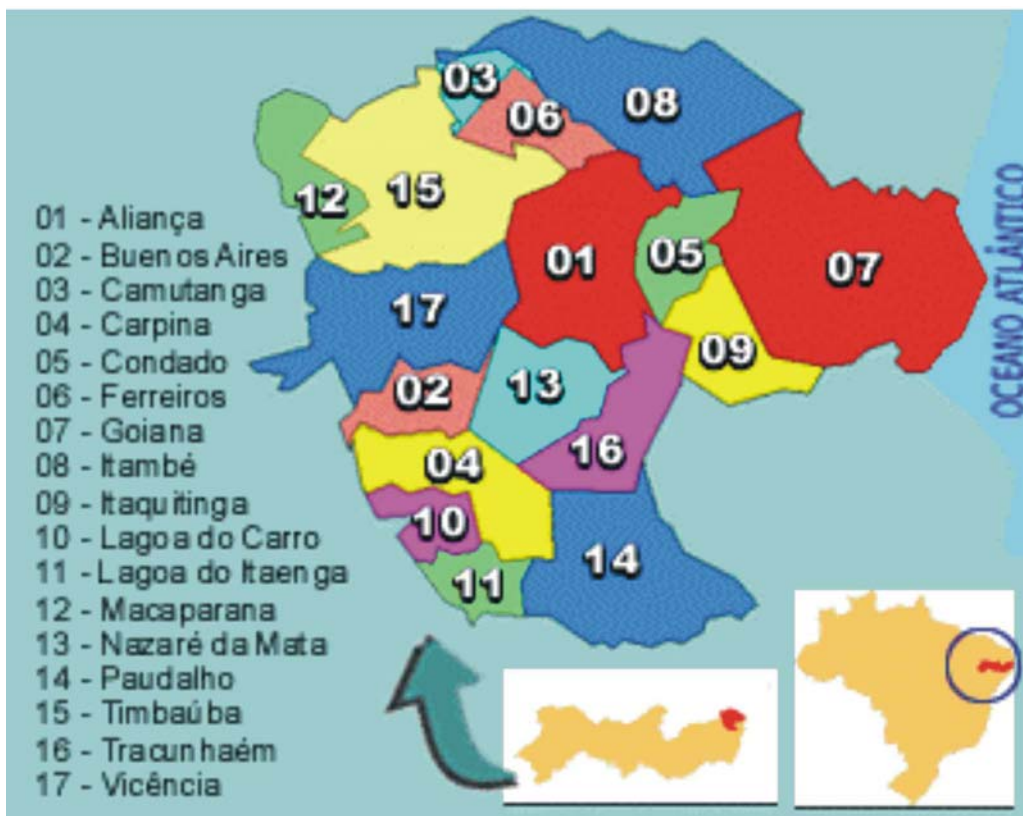 03
08
06
15
12
01
05
07
17
09
13
02
16
04
10
14
11
01 - Aliança
02 - Buenos Aires
03 - Camutanga
04 - Carpina
05 - Condado
06 - Ferreiros
07 - Goiana
08 - Itambé
09 - Itaquitinga
10 - Lagoa do Carro
11 - Lagoa do Itaenga
12 - Macaparana
13 - Nazaré da Mata
14 - Paudalho
15 - Timbaúba
16 - Tracunhaém
17 - Vicência
OCEANO ATLÂNTICO